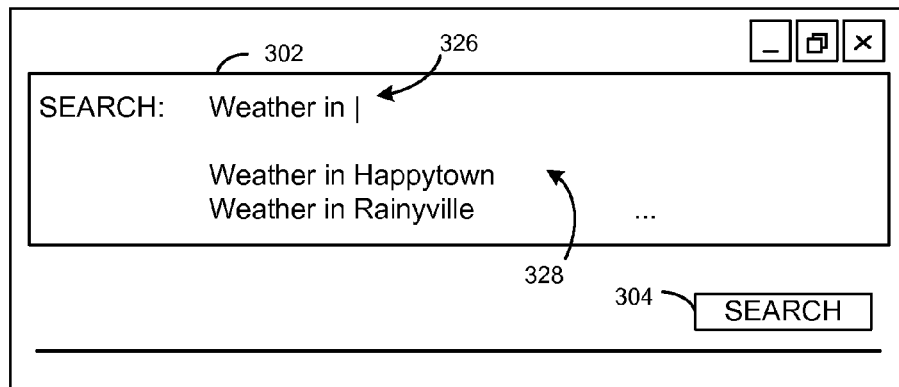 302
326
SEARCH: Weather in |
Weather in Happytown
Weather in Rainyville ...
328
304
SEARCH